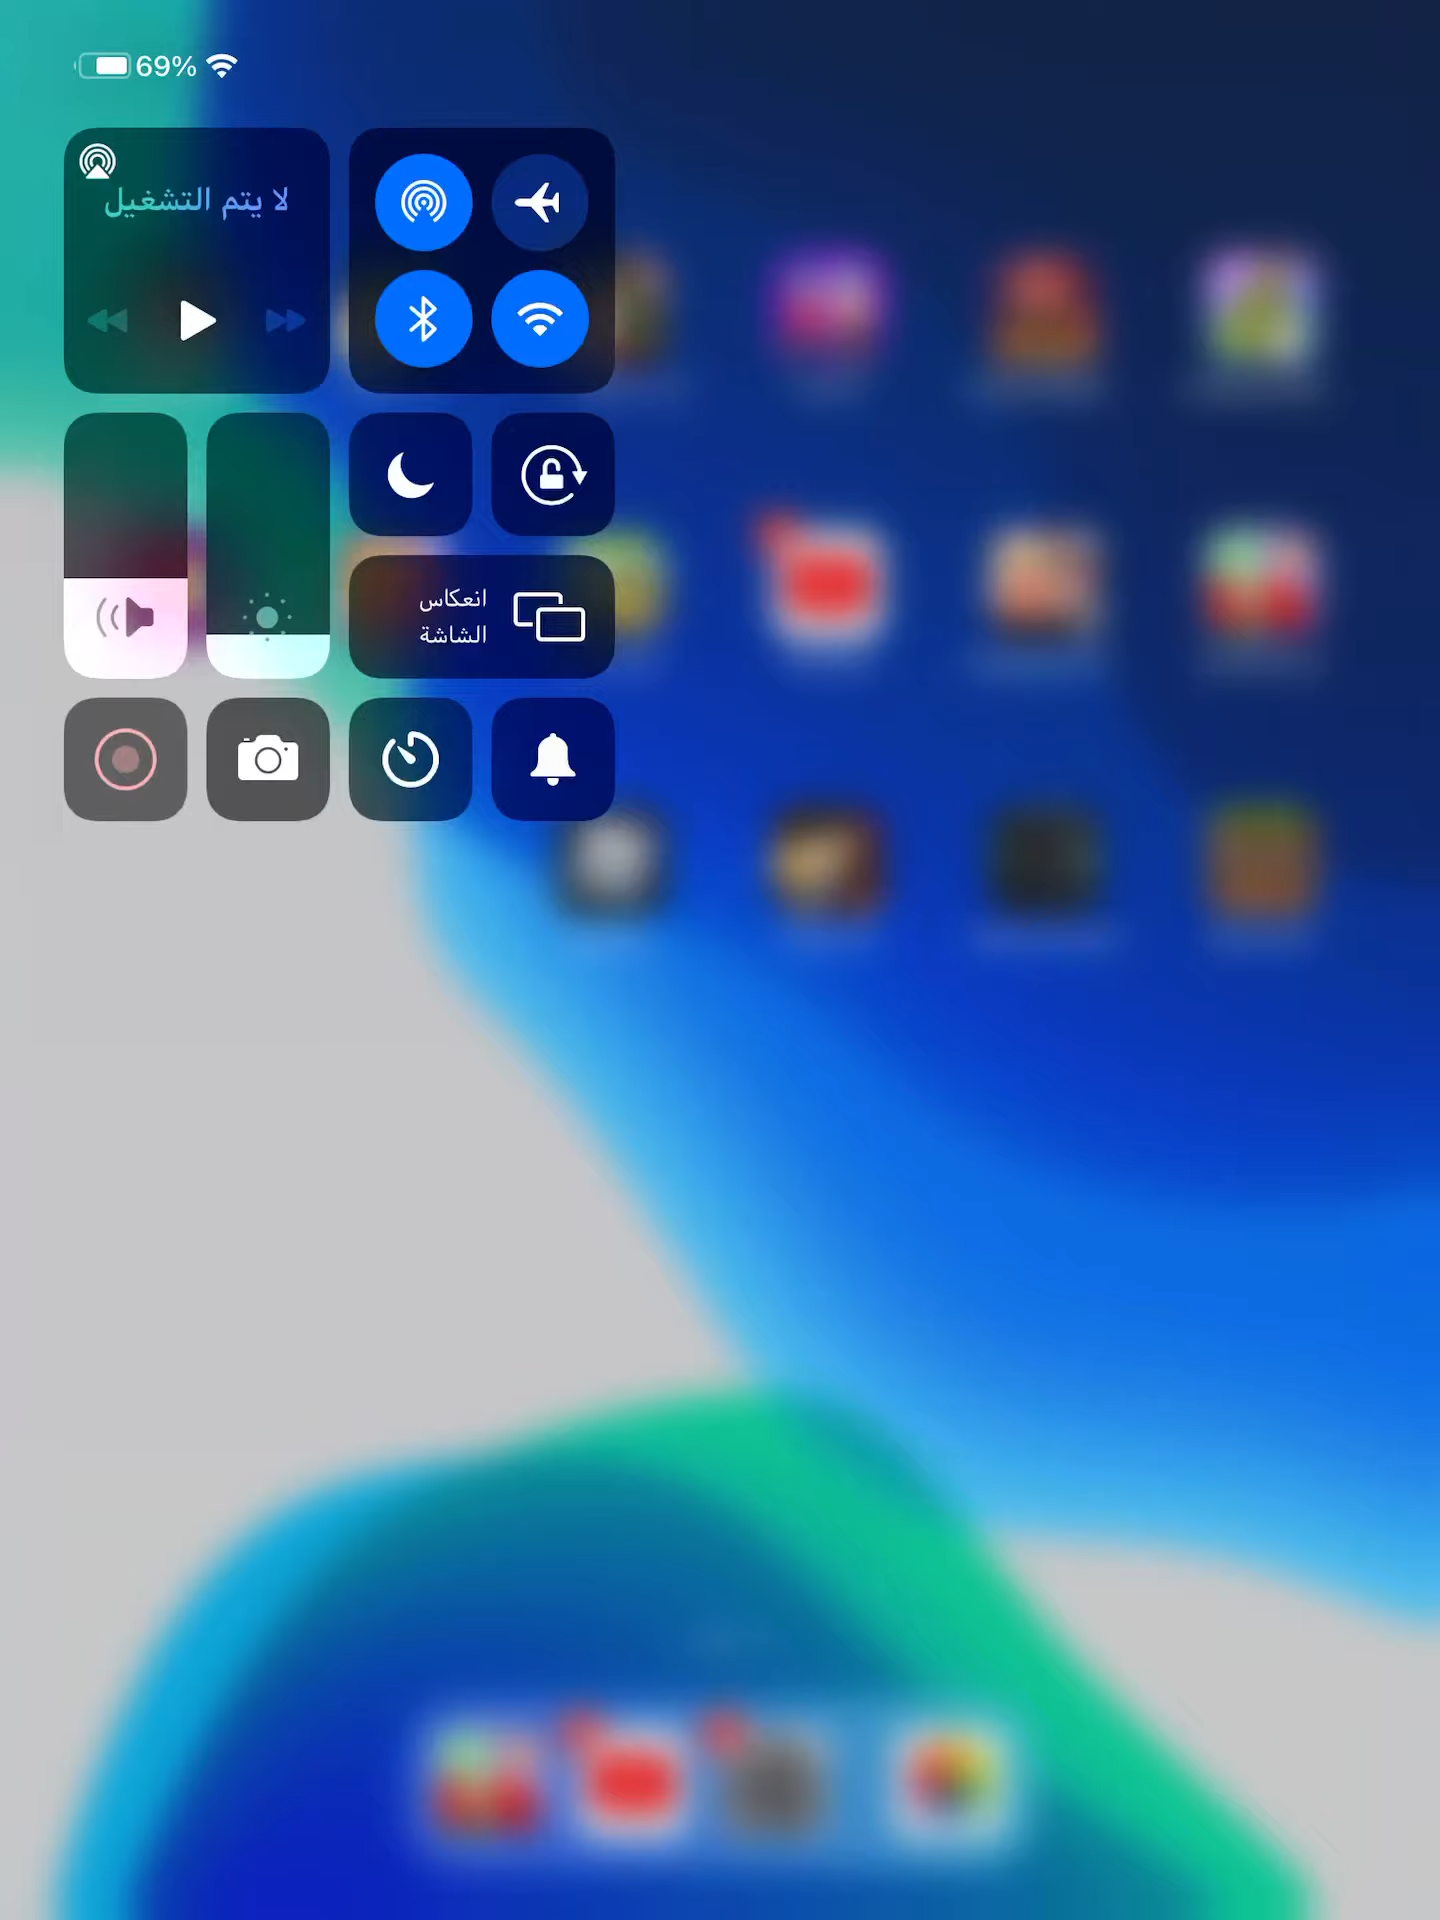 69%
لا يتم التشغيل
انعكاس
الشاشة